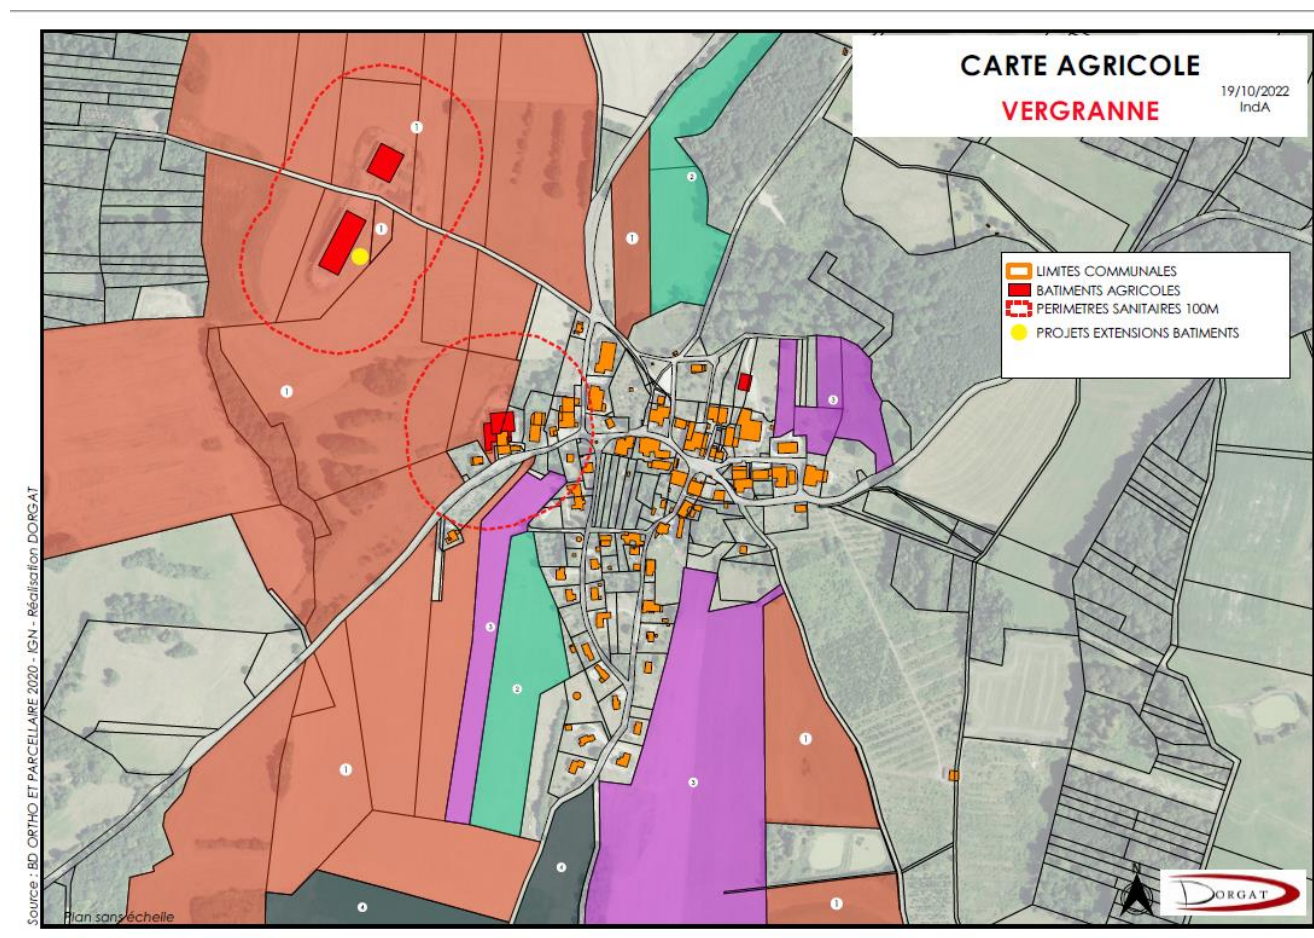 CARTE AGRICOLE
VERGRANNE
19/10/2022
IndA
LIMITES COMMUNALES
BATIMENTS AGRICOLES
PERIMETRES SANITAIRES 100M
PROJETS EXTENSIONS BATIMENTS
1
1
1
1
2
1
3
3
2
1
1
3
4
4
1
N
DORGAT
Plan sans échelle
Source : BD ORTHO ET PARCELLAIRE 2020 - IGN - Réalisation DORGAT